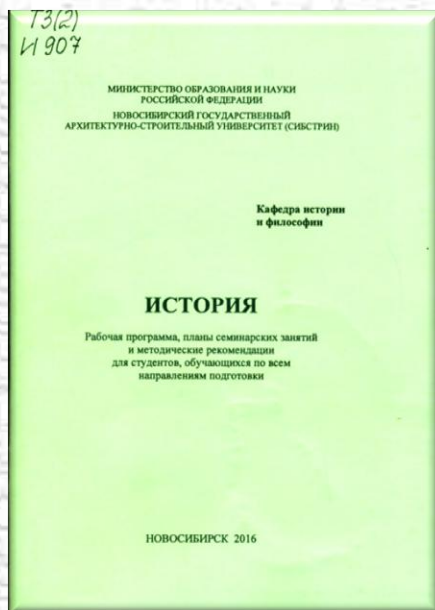 Т3(2)
И 907
МИНИСТЕРСТВО ОБРАЗОВАНИЯ И НАУКИ
РОССИЙСКОЙ ФЕДЕРАЦИИ
НОВОСИБИРСКИЙ ГОСУДАРСТВЕННЫЙ
АРХИТЕКТУРНО-СТРОИТЕЛЬНЫЙ УНИВЕРСИТЕТ (СИБСТРИН)
Кафедра истории
и философии
ИСТОРИЯ
Рабочая программа, планы семинарских занятий
и методические рекомендации
для студентов, обучающихся по всем
направлениям подготовки
НОВОСИБИРСК 2016